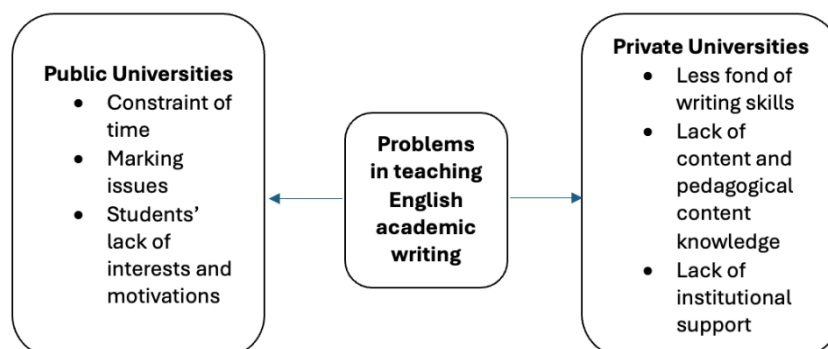 Public Universities
• Constraint of
time
• Marking
issues
• Students’
lack of
interests and
motivations
Problems
in teaching
English
academic
writing
Private Universities
• Less fond of
writing skills
• Lack of
content and
pedagogical
content
knowledge
• Lack of
institutional
support